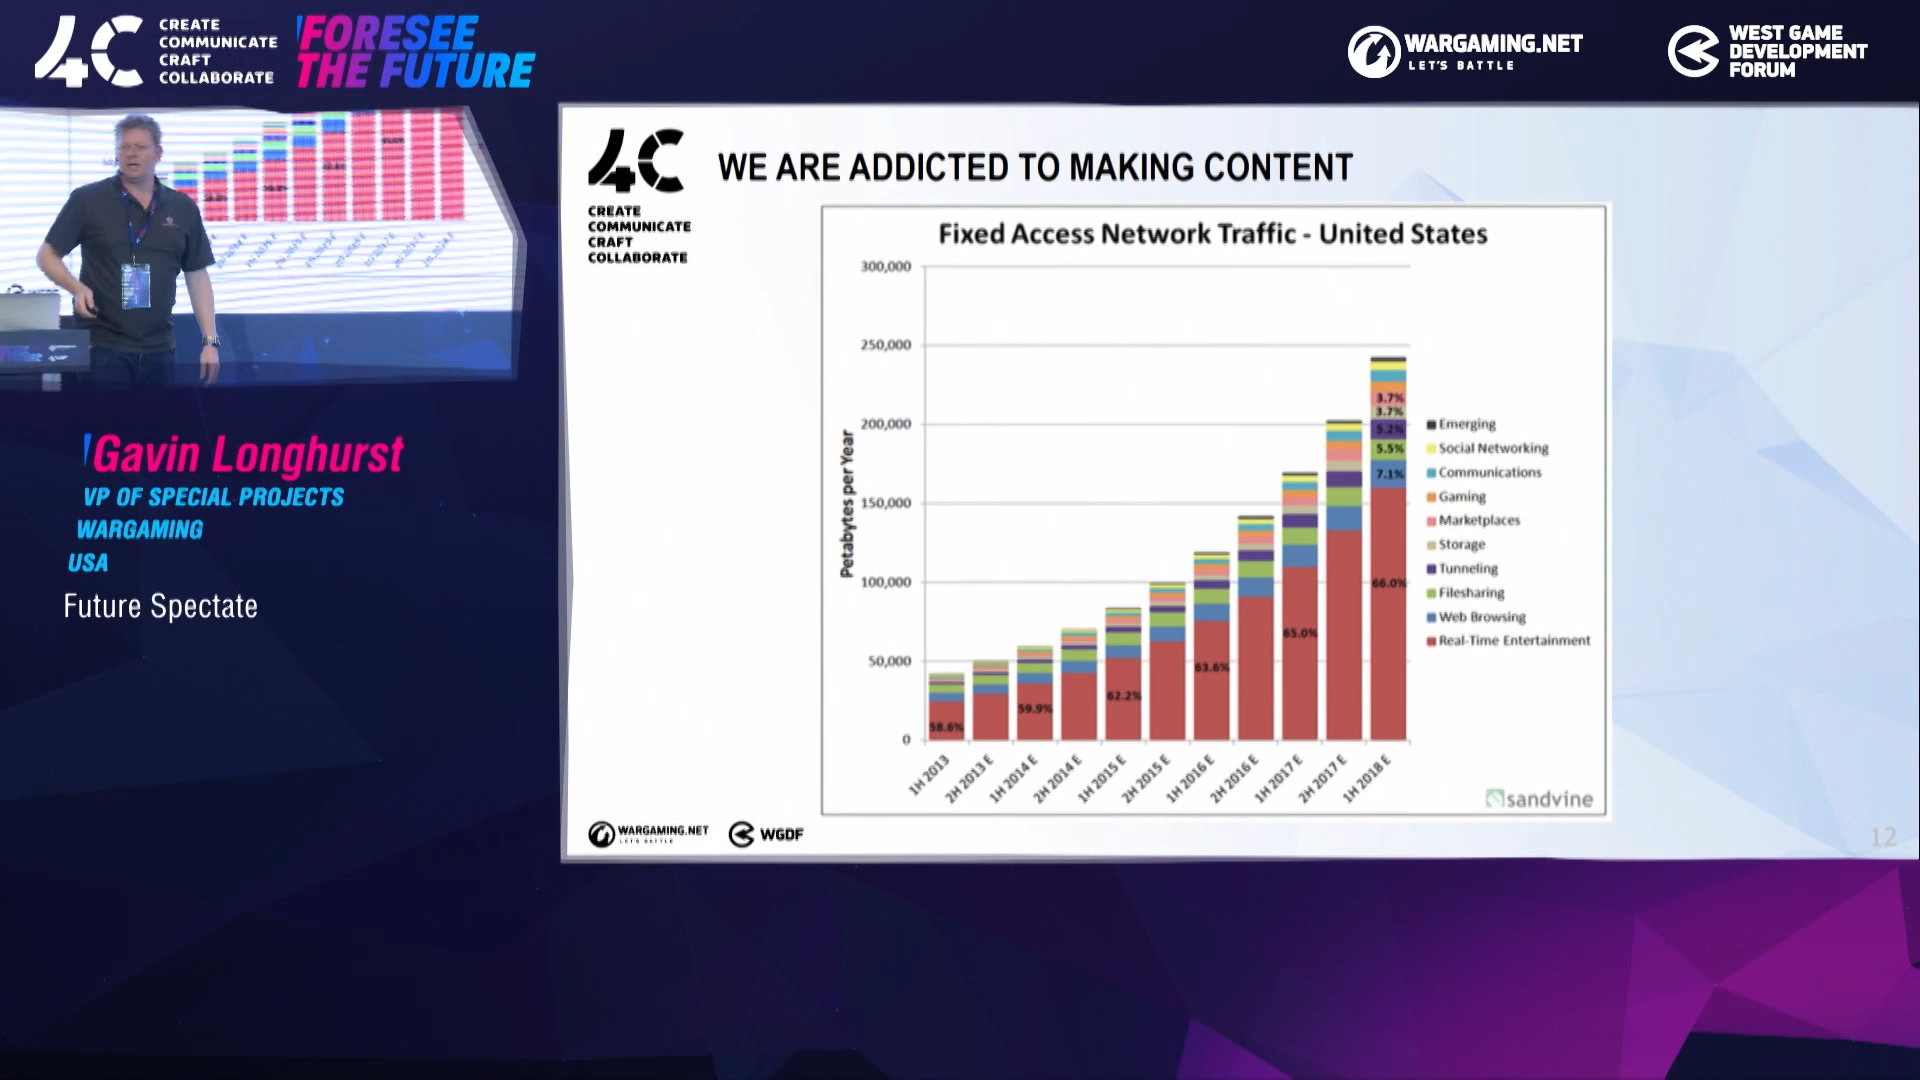 4C
CREATE
COMMUNICATE
CRAFT
COLLABORATE
FORESEE
THE FUTURE
WARGAMING.NET
LET'S BATTLE
WEST GAME
DEVELOPMENT
FORUM
Gavin Longhurst
VP OF SPECIAL PROJECTS
WARGAMING
USA
Future Spectate
4C
CREATE
COMMUNICATE
CRAFT
COLLABORATE
WE ARE ADDICTED TO MAKING CONTENT
Fixed Access Network Traffic - United States
Petabytes per Year
300,000
250,000
200,000
150,000
100,000
50,000
0
58.6%
59.9%
62.2%
63.6%
65.0%
3.7%
3.7%
5.2%
5.5%
7.1%
66.0%
1H 2013
2H 2013 E
1H 2014 E
2H 2014 E
1H 2015 E
2H 2015 E
1H 2016 E
2H 2016 E
1H 2017 E
2H 2017 E
1H 2018 E
Emerging
Social Networking
Communications
Gaming
Marketplaces
Storage
Tunneling
Filesharing
Web Browsing
Real-Time Entertainment
sandvine
WARGAMING.NET
LET'S BATTLE
WGDF
12